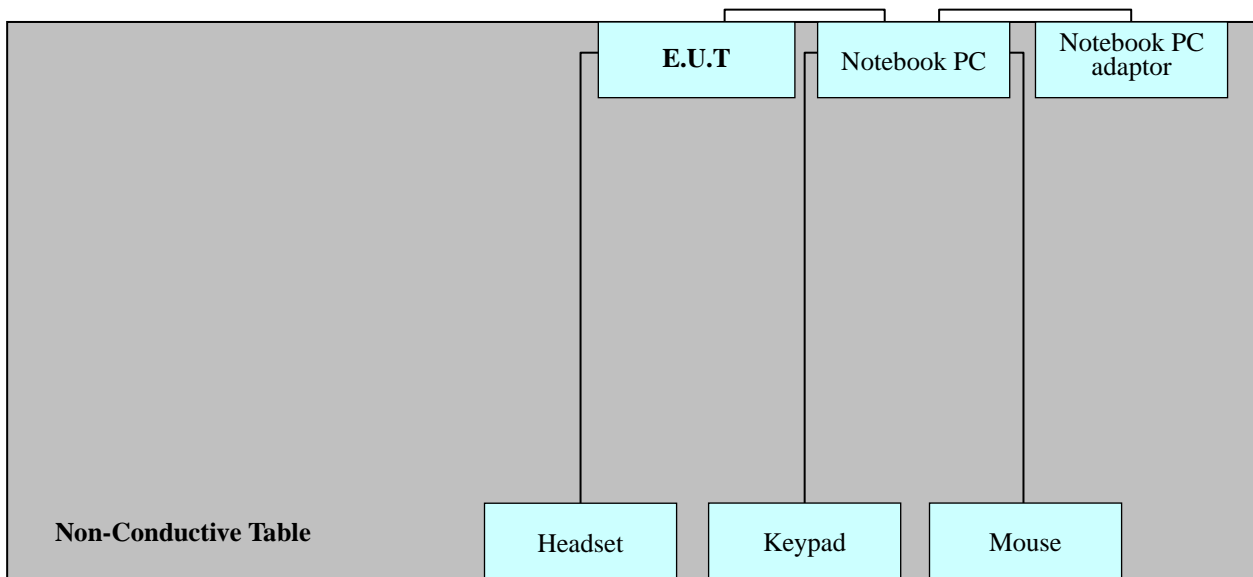 E.U.T
Notebook PC
Notebook PC
adaptor
Non-Conductive Table
Headset
Keypad
Mouse